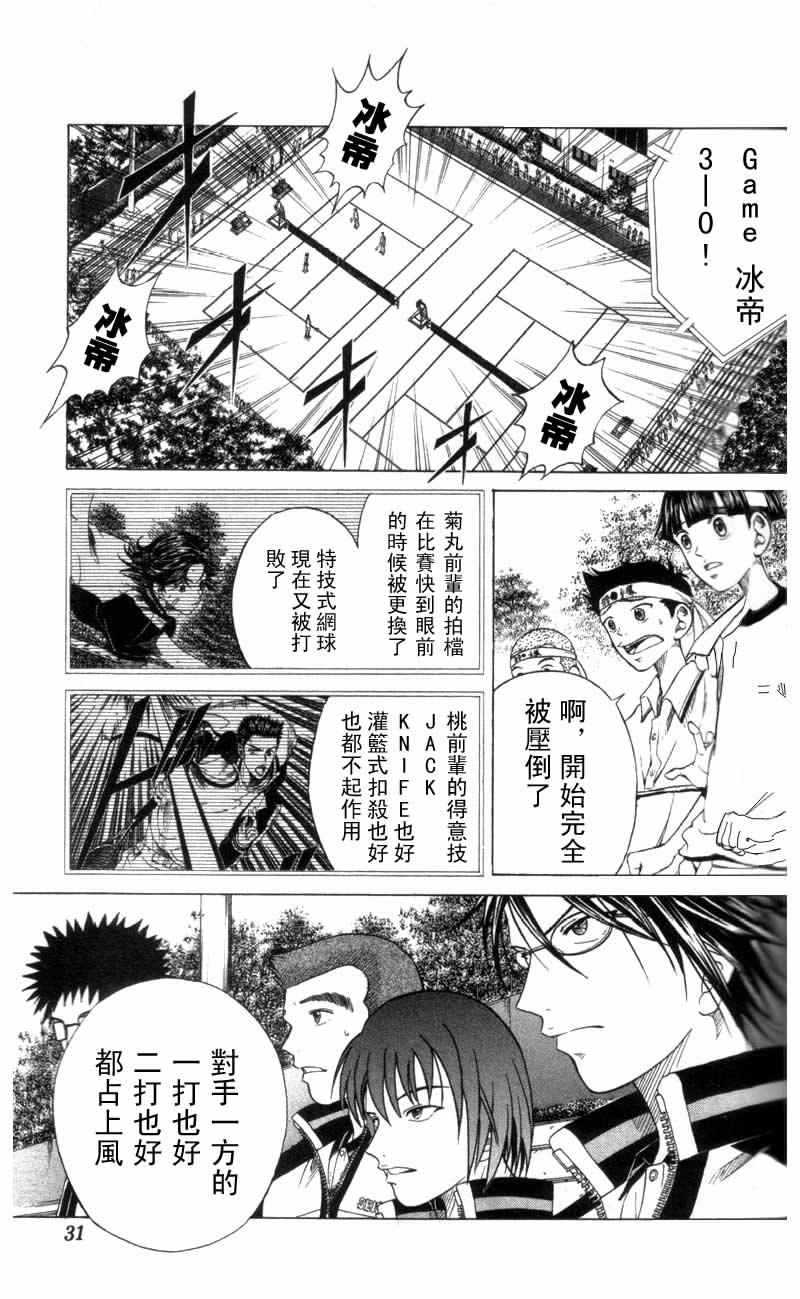 Game 冰帝
3—0!
冰帝
冰帝
冰帝
啊,開始完全
被壓倒了
菊丸前輩的拍檔
在比賽快到眼前
的時候被更換了
特技式網球
現在又被打
敗了
桃前輩的得意技
JACK
KNIFE也好
灌籃式扣殺也好
也都不起作用
對手一方的
一打也好
二打也好
都占上風
31